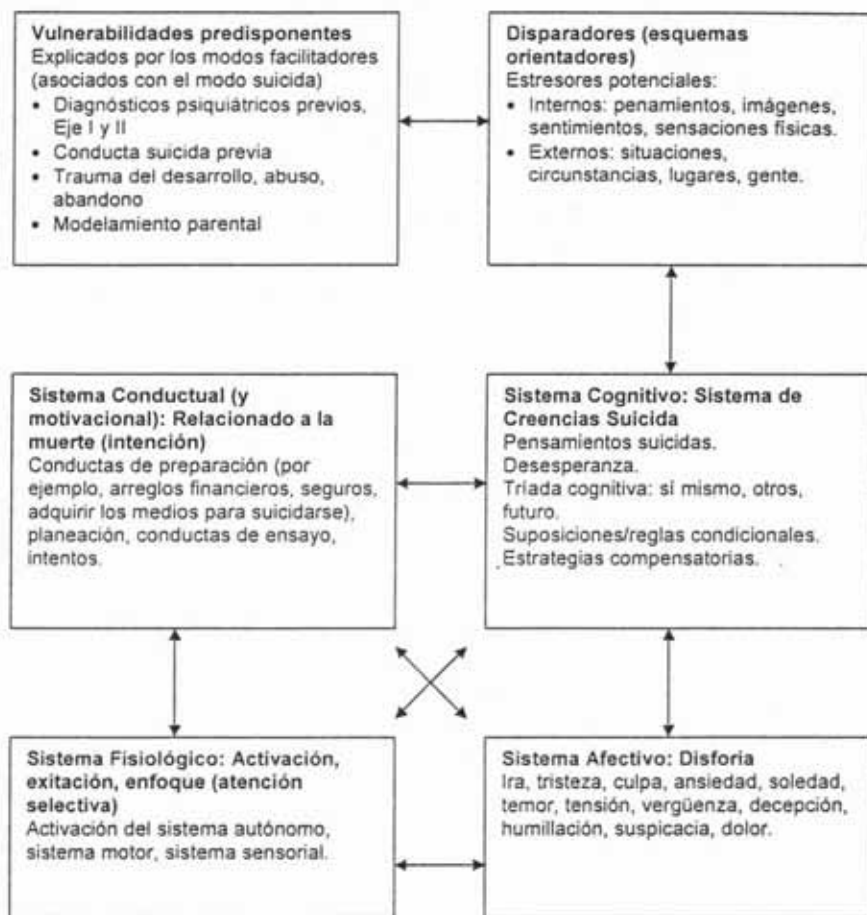 Vulnerabilidades predisponentes
Explicados por los modos facilitadores
(asociados con el modo suicida)
• Diagnósticos psiquiátricos previos,
Eje I y II
• Conducta suicida previa
• Trauma del desarrollo, abuso,
abandono
• Modelamiento parental
Disparadores (esquemas
orientadores)
Estresores potenciales:
• Internos: penamientos, imágenes,
sentimientos, sensaciones físicas.
• Externos: situaciones,
circunstancias, lugares, gente.
Sistema Conductual (y
motivacional): Relacionado a la
muerte (intención)
Conductas de preparación (por
ejemplo, arreglos financieros, seguros,
adquirir los medios para suicidarse),
planeación, conductas de ensayo,
intentos.
Sistema Cognitivo: Sistema de
Creencias Suicida
Pensamientos suicidas.
Desesperanza.
Tríada cognitiva: sí mismo, otros,
futuro.
Suposiciones/reglas condicionales.
Estrategias compensatorias.
Sistema Fisiológico: Activación,
exitación, enfoque (atención
selectiva)
Activación del sistema autónomo,
sistema motor, sistema sensorial.
Sistema Afectivo: Disforia
Ira, tristeza, culpa, ansiedad, soledad,
temor, tensión, vergüenza, decepción,
humillación, suspicacia, dolor.